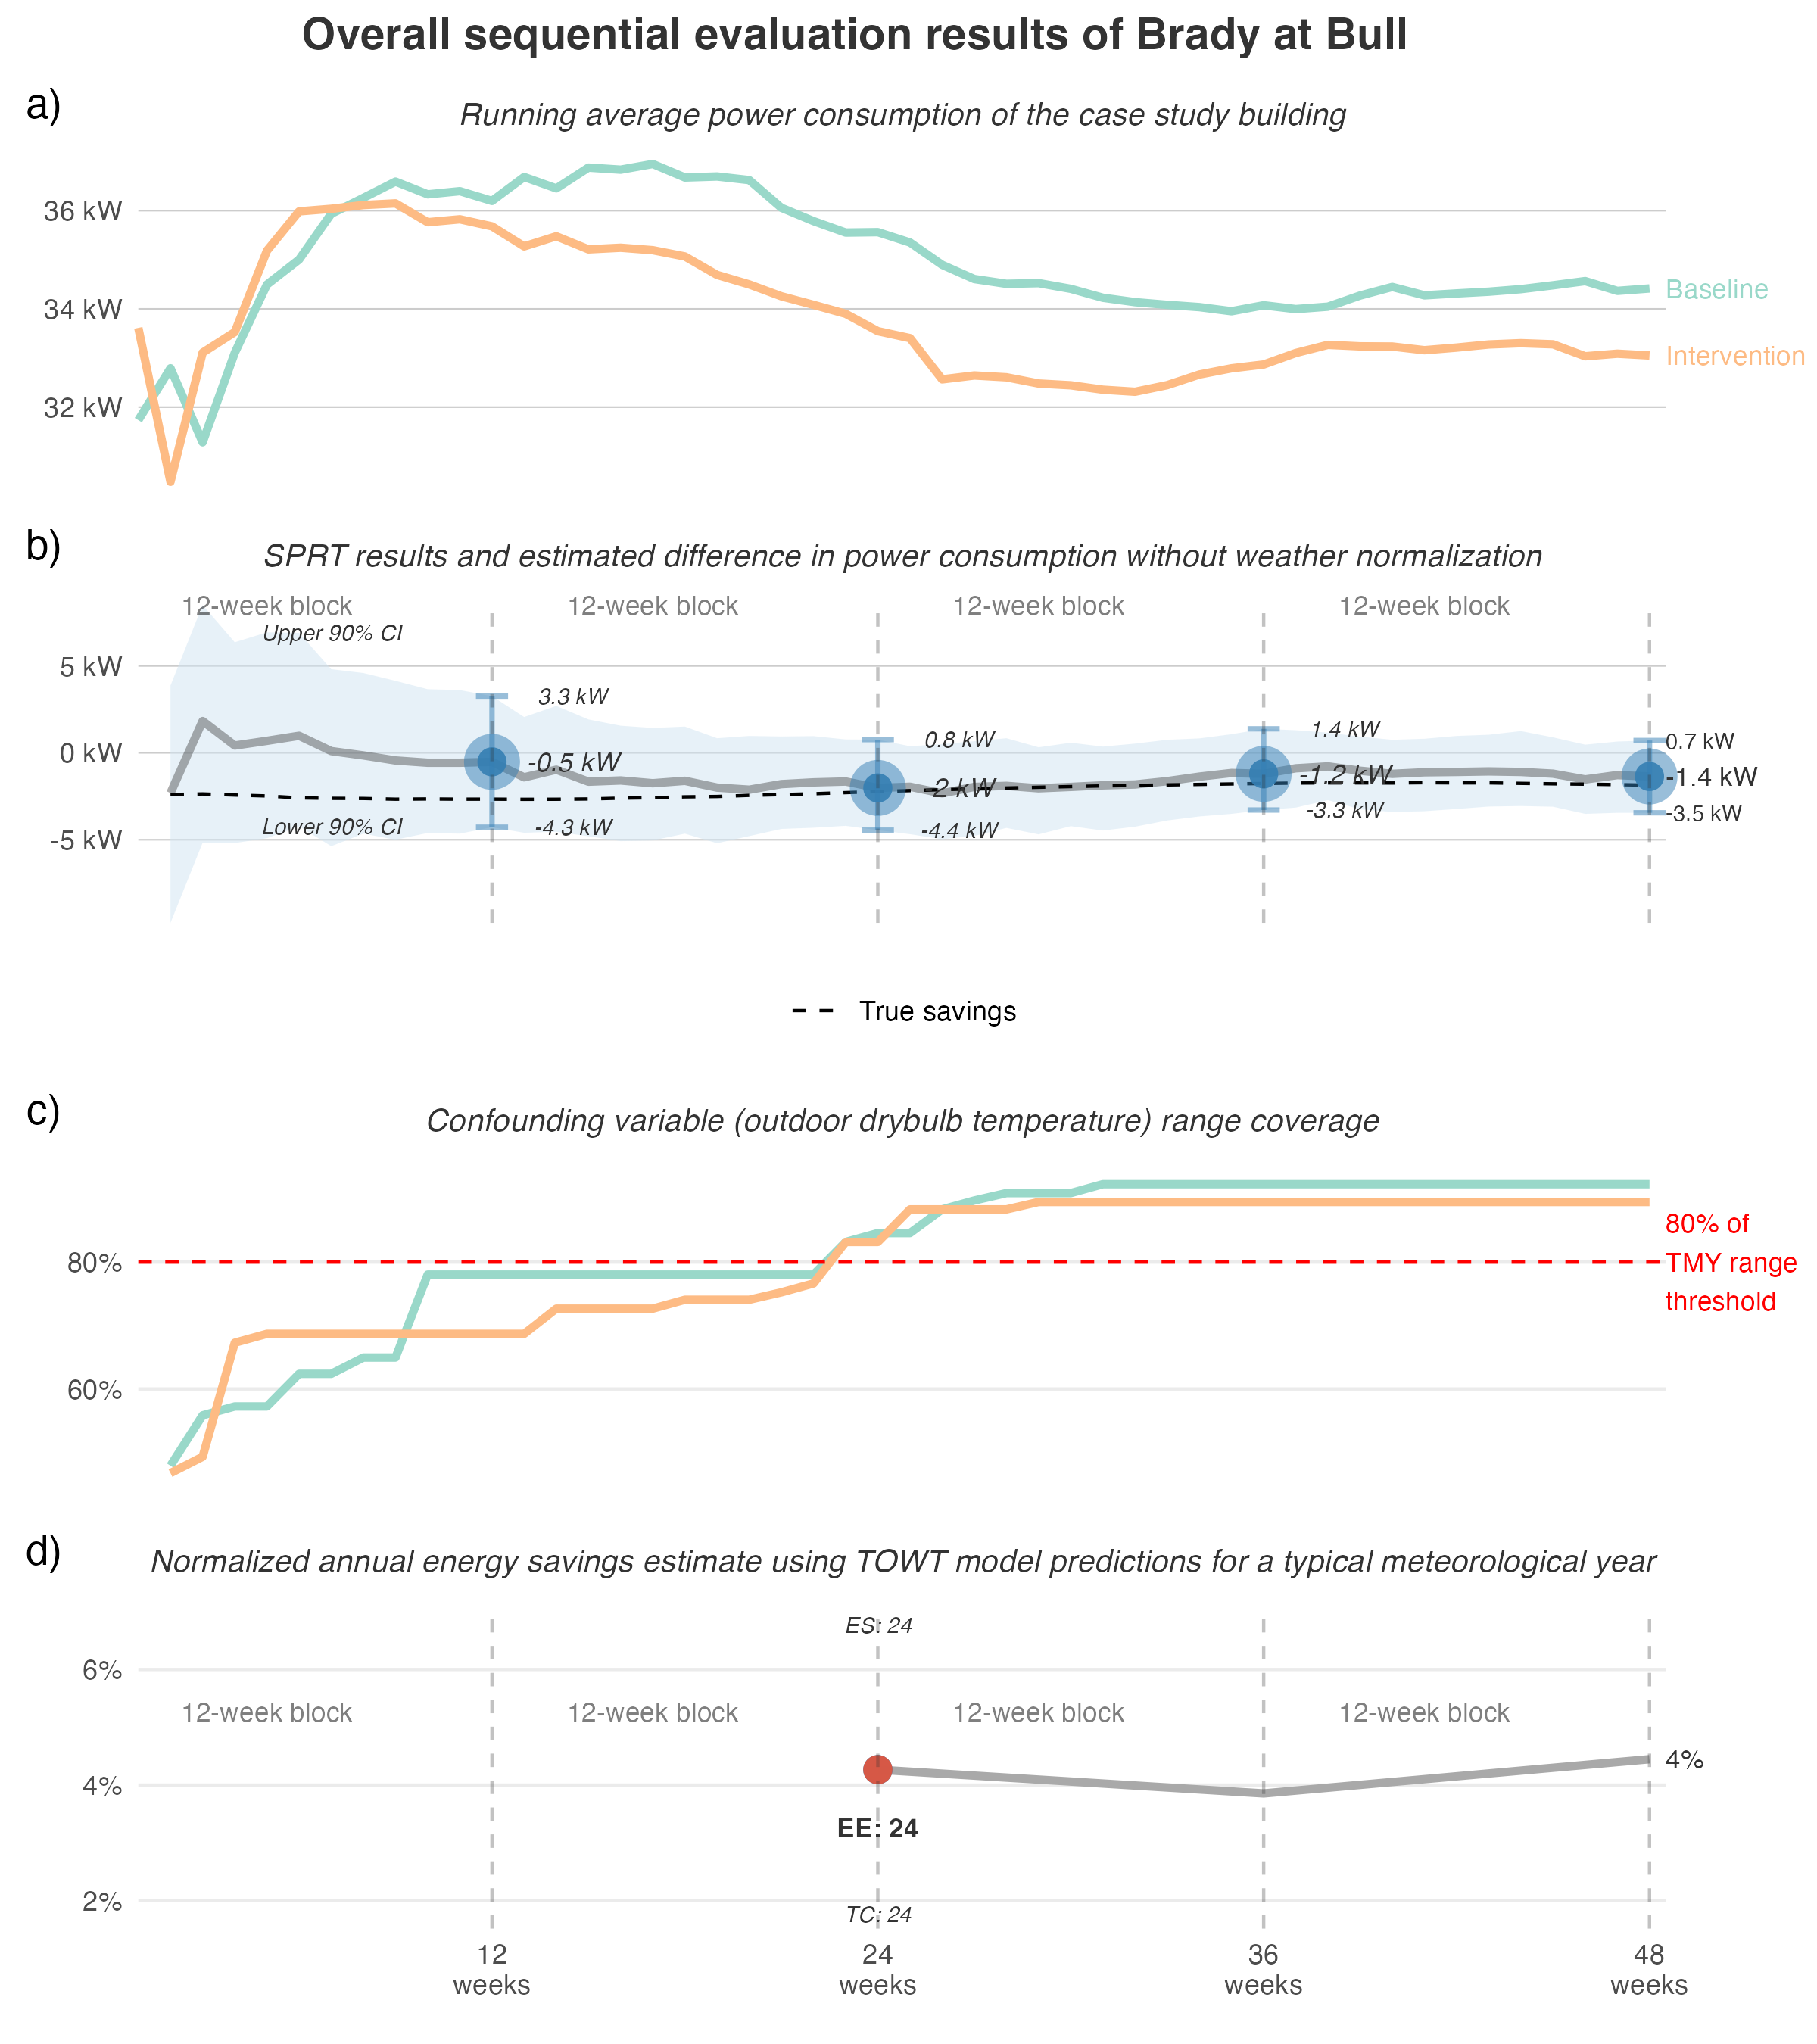 Overall sequential evaluation results of Brady at Bull
a)
Running average power consumption of the case study building
36 kW
34 kW
32 kW
Baseline
Intervention
b)
SPRT results and estimated difference in power consumption without weather normalization
12-week block 12-week block 12-week block 12-week block
Upper 90% CI
5 kW
0 kW
-5 kW
3.3 kW
-0.5 kW
-4.3 kW
Lower 90% CI
0.8 kW
-2 kW
-4.4 kW
1.4 kW
-1.2 kW
-3.3 kW
0.7 kW
-1.4 kW
-3.5 kW
True savings
c)
Confounding variable (outdoor drybulb temperature) range coverage
80%
60%
80% of
TMY range
threshold
d)
Normalized annual energy savings estimate using TOWT model predictions for a typical meteorological year
ES: 24
6%
12-week block 12-week block 12-week block 12-week block
4%
4%
EE: 24
2%
TC: 24
12 24 36 48
weeks weeks weeks weeks